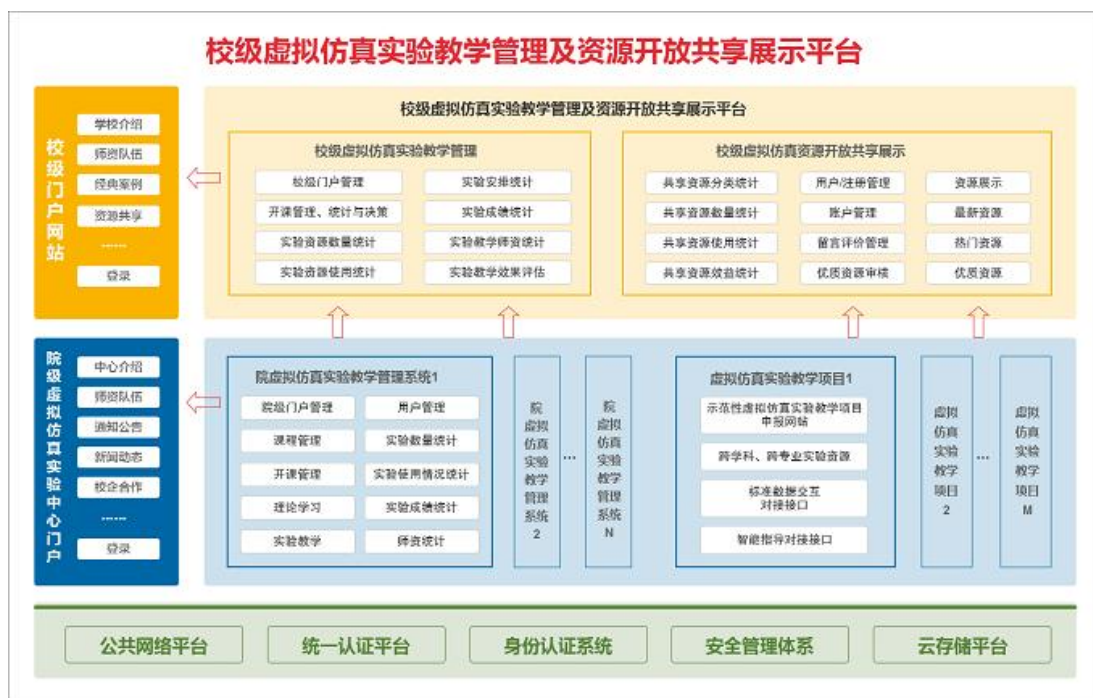 校级虚拟仿真实验教学管理及资源开放共享展示平台
校级门户网站
学校介绍
师资队伍
经典案例
资源共享
······
登录
校级虚拟仿真实验教学管理及资源开放共享展示平台
校级虚拟仿真实验教学管理
校级门户管理
实验安排统计
开课管理、统计与决策
实验成绩统计
实验资源数量统计
实验教学师资统计
实验资源使用统计
实验教学效果评估
校级虚拟仿真资源开放共享展示
共享资源分类统计
用户/注册管理
资源展示
共享资源数量统计
账户管理
最新资源
共享资源使用统计
留言评价管理
热门资源
共享资源效益统计
优质资源审核
优质资源
院级虚拟仿真实验中心门户
中心介绍
师资队伍
通知公告
新闻动态
校企合作
······
登录
院虚拟仿真实验教学管理系统1
院级门户管理
用户管理
课程管理
实验数量统计
开课管理
实验使用情况统计
理论学习
实验成绩统计
实验教学
师资统计
院虚拟仿真实验教学管理系统2
...
院虚拟仿真实验教学管理系统N
虚拟仿真实验教学项目1
示范性虚拟仿真实验教学项目
申报网站
跨学科、跨专业实验资源
标准数据交互
对接接口
智能指导对接接口
虚拟仿真实验教学项目2
...
虚拟仿真实验教学项目M
公共网络平台
统一认证平台
身份认证系统
安全管理体系
云存储平台